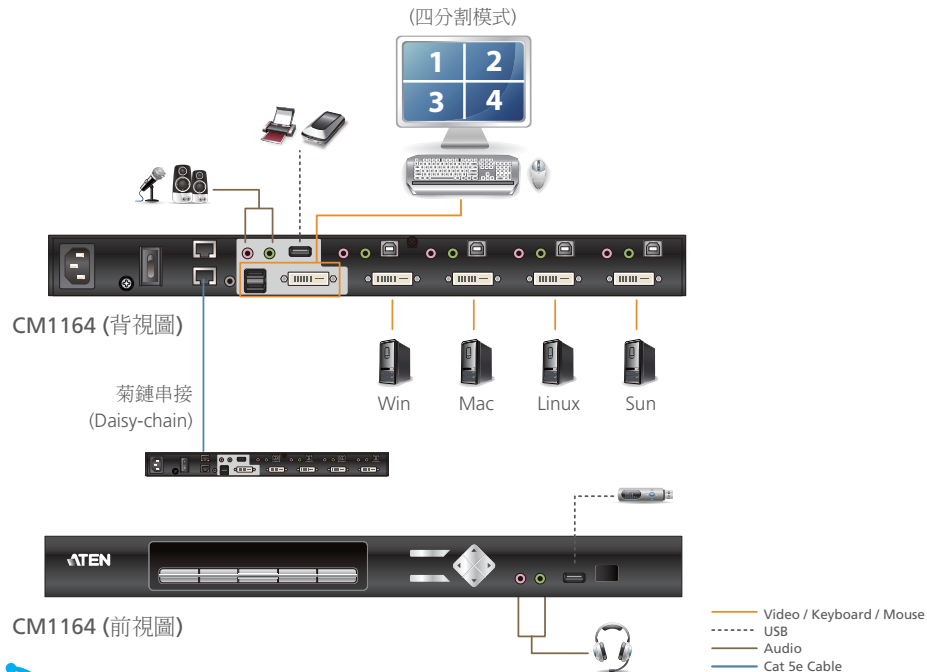 (四分割模式)
1 2
3 4
CM1164 (背視圖)
Win Mac Linux Sun
菊鏈串接
(Daisy-chain)
ATEN
CM1164 (前視圖)
Video / Keyboard / Mouse
USB
Audio
Cat 5e Cable